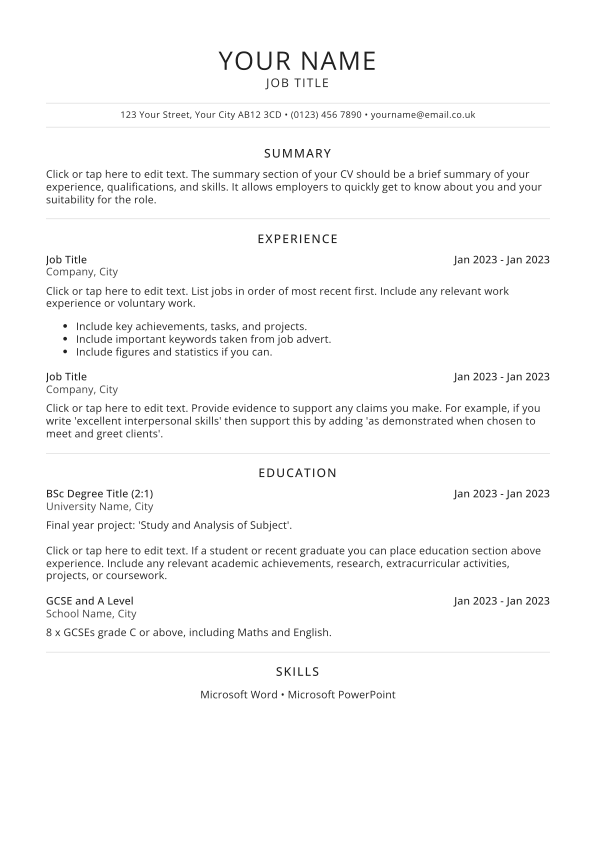 YOUR NAME
JOB TITLE
123 Your Street, Your City AB12 3CD • (0123) 456 7890 • yourname@email.co.uk
SUMMARY
Click or tap here to edit text. The summary section of your CV should be a brief summary of your
experience, qualifications, and skills. It allows employers to quickly get to know about you and your
suitability for the role.
EXPERIENCE
Job Title Jan 2023 - Jan 2023
Company, City
Click or tap here to edit text. List jobs in order of most recent first. Include any relevant work
experience or voluntary work.
• Include key achievements, tasks, and projects.
• Include important keywords taken from job advert.
• Include figures and statistics if you can.
Job Title Jan 2023 - Jan 2023
Company, City
Click or tap here to edit text. Provide evidence to support any claims you make. For example, if you
write 'excellent interpersonal skills' then support this by adding 'as demonstrated when chosen to
meet and greet clients'.
EDUCATION
BSc Degree Title (2:1) Jan 2023 - Jan 2023
University Name, City
Final year project: 'Study and Analysis of Subject'.
Click or tap here to edit text. If a student or recent graduate you can place education section above
experience. Include any relevant academic achievements, research, extracurricular activities,
projects, or coursework.
GCSE and A Level Jan 2023 - Jan 2023
School Name, City
8 x GCSEs grade C or above, including Maths and English.
SKILLS
Microsoft Word • Microsoft PowerPoint